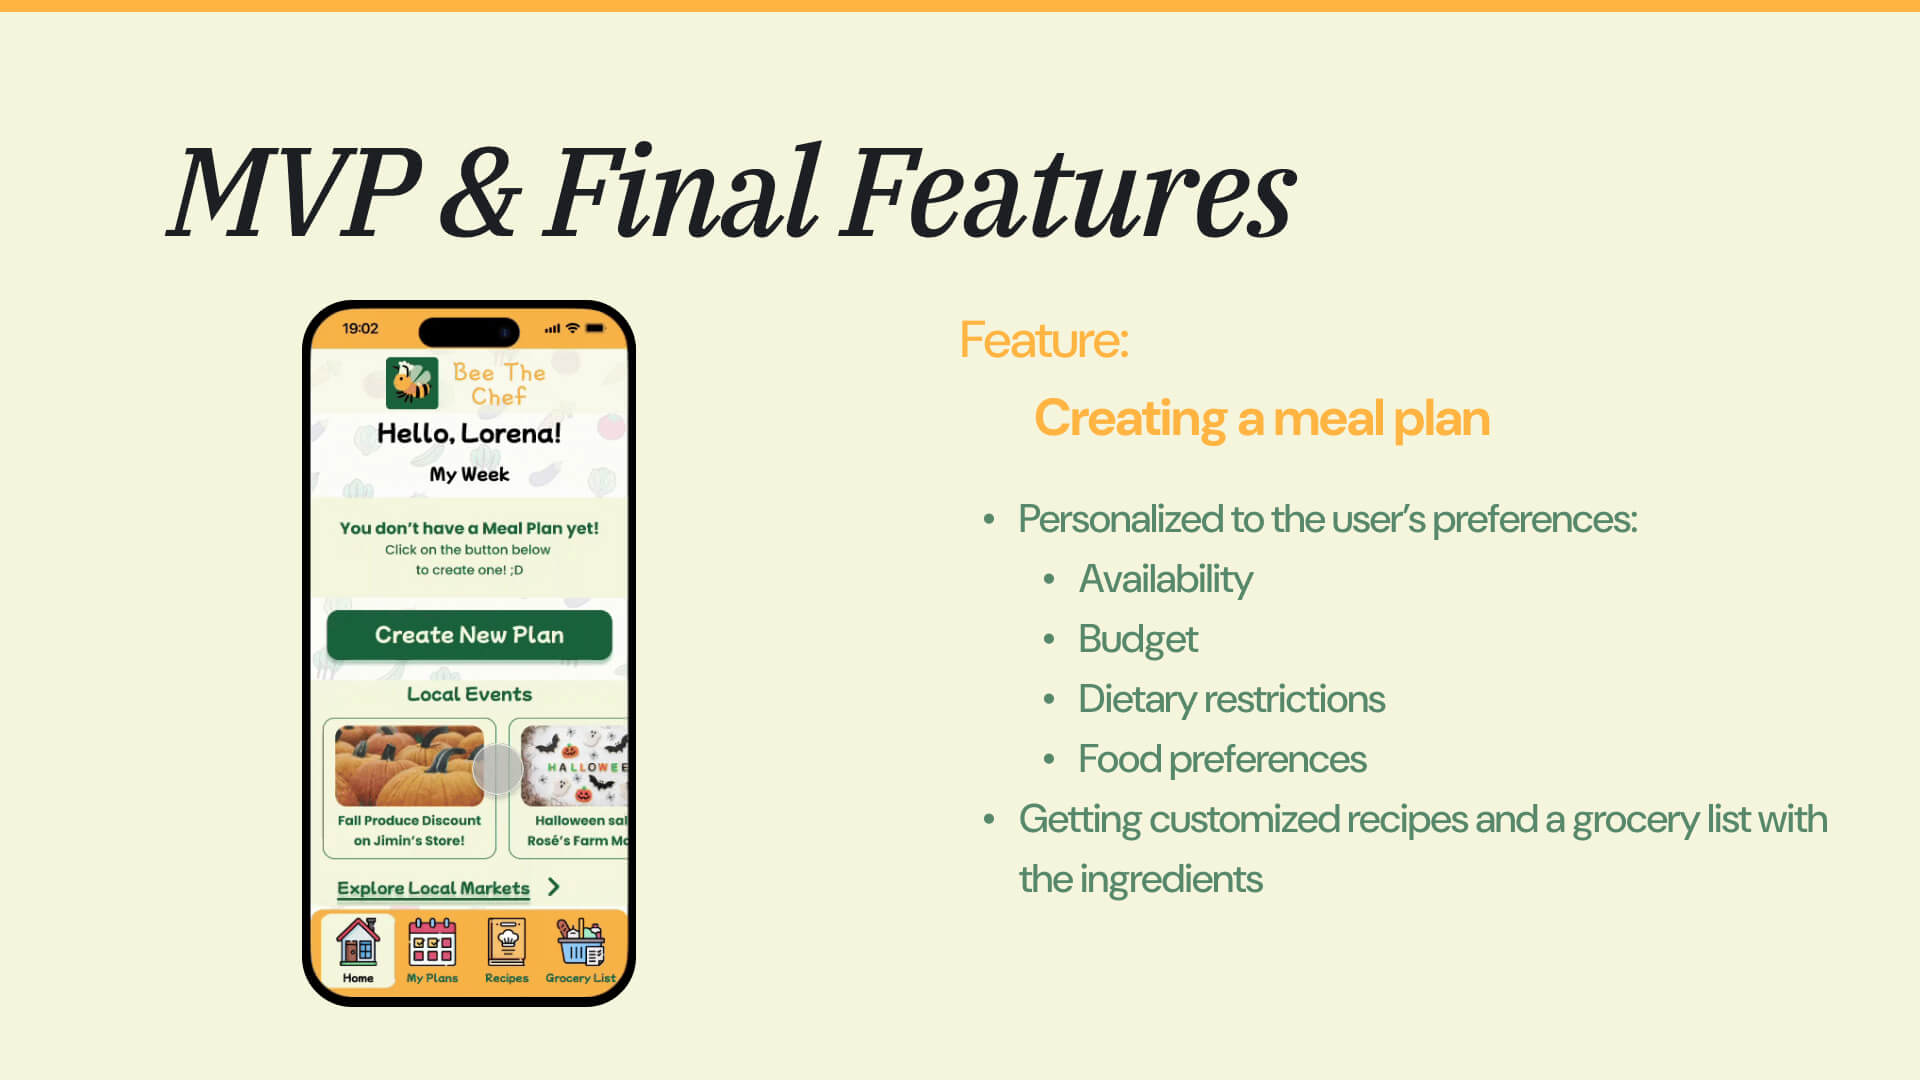 MVP & Final Features
19:02
Bee The
Chef
Hello, Lorena!
My Week
You don't have a Meal Plan yet!
Click on the button below
to create one! ;D
Create New Plan
Local Events
HALLOWEE
Fall Produce Discount
on Jimin's Store!
Halloween sal
Rosé's Farm Ma
Explore Local Markets
Home
My Plans
Recipes
Grocery List
Feature:
Creating a meal plan
• Personalized to the user’s preferences:
• Availability
• Budget
• Dietary restrictions
• Food preferences
• Getting customized recipes and a grocery list with
the ingredients